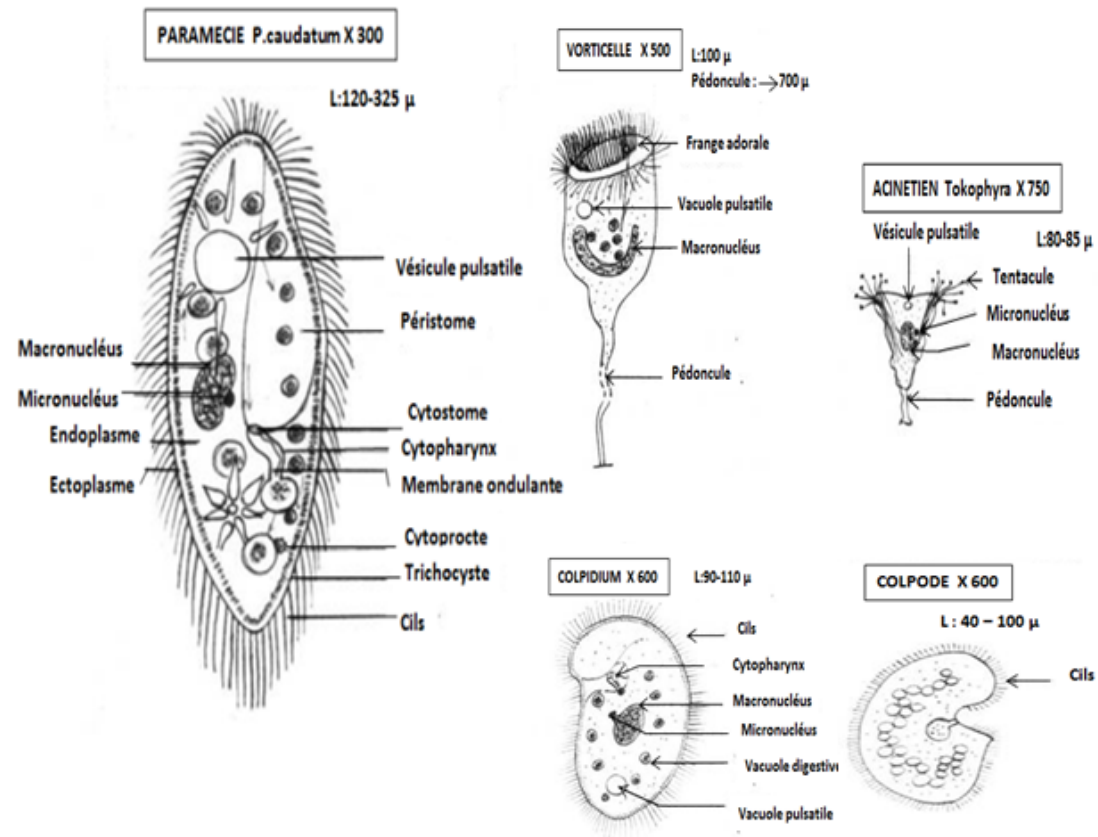 PARAMECIE P.caudatum X 300
L:120-325 µ
Vésicule pulsatile
Péristome
Macronucléus
Micronucléus
Endoplasme
Ectoplasme
Cytostome
Cytopharynx
Membrane ondulante
Cytoprocte
Trichocyste
Cils
VORTICELLE X 500
L:100 µ
Pédoncule : →700 µ
Frange adorale
Vacuole pulsatile
Macronucléus
Pédoncule
ACINETIEN Tokophyra X 750
Vésicule pulsatile
L:80-85 µ
Tentacule
Micronucléus
Macronucléus
Pédoncule
COLPIDIUM X 600
L:90-110 µ
Cils
Cytopharynx
Macronucléus
Micronucléus
Vacuole digestive
Vacuole pulsatile
COLPODE X 600
L : 40 – 100 µ
Cils